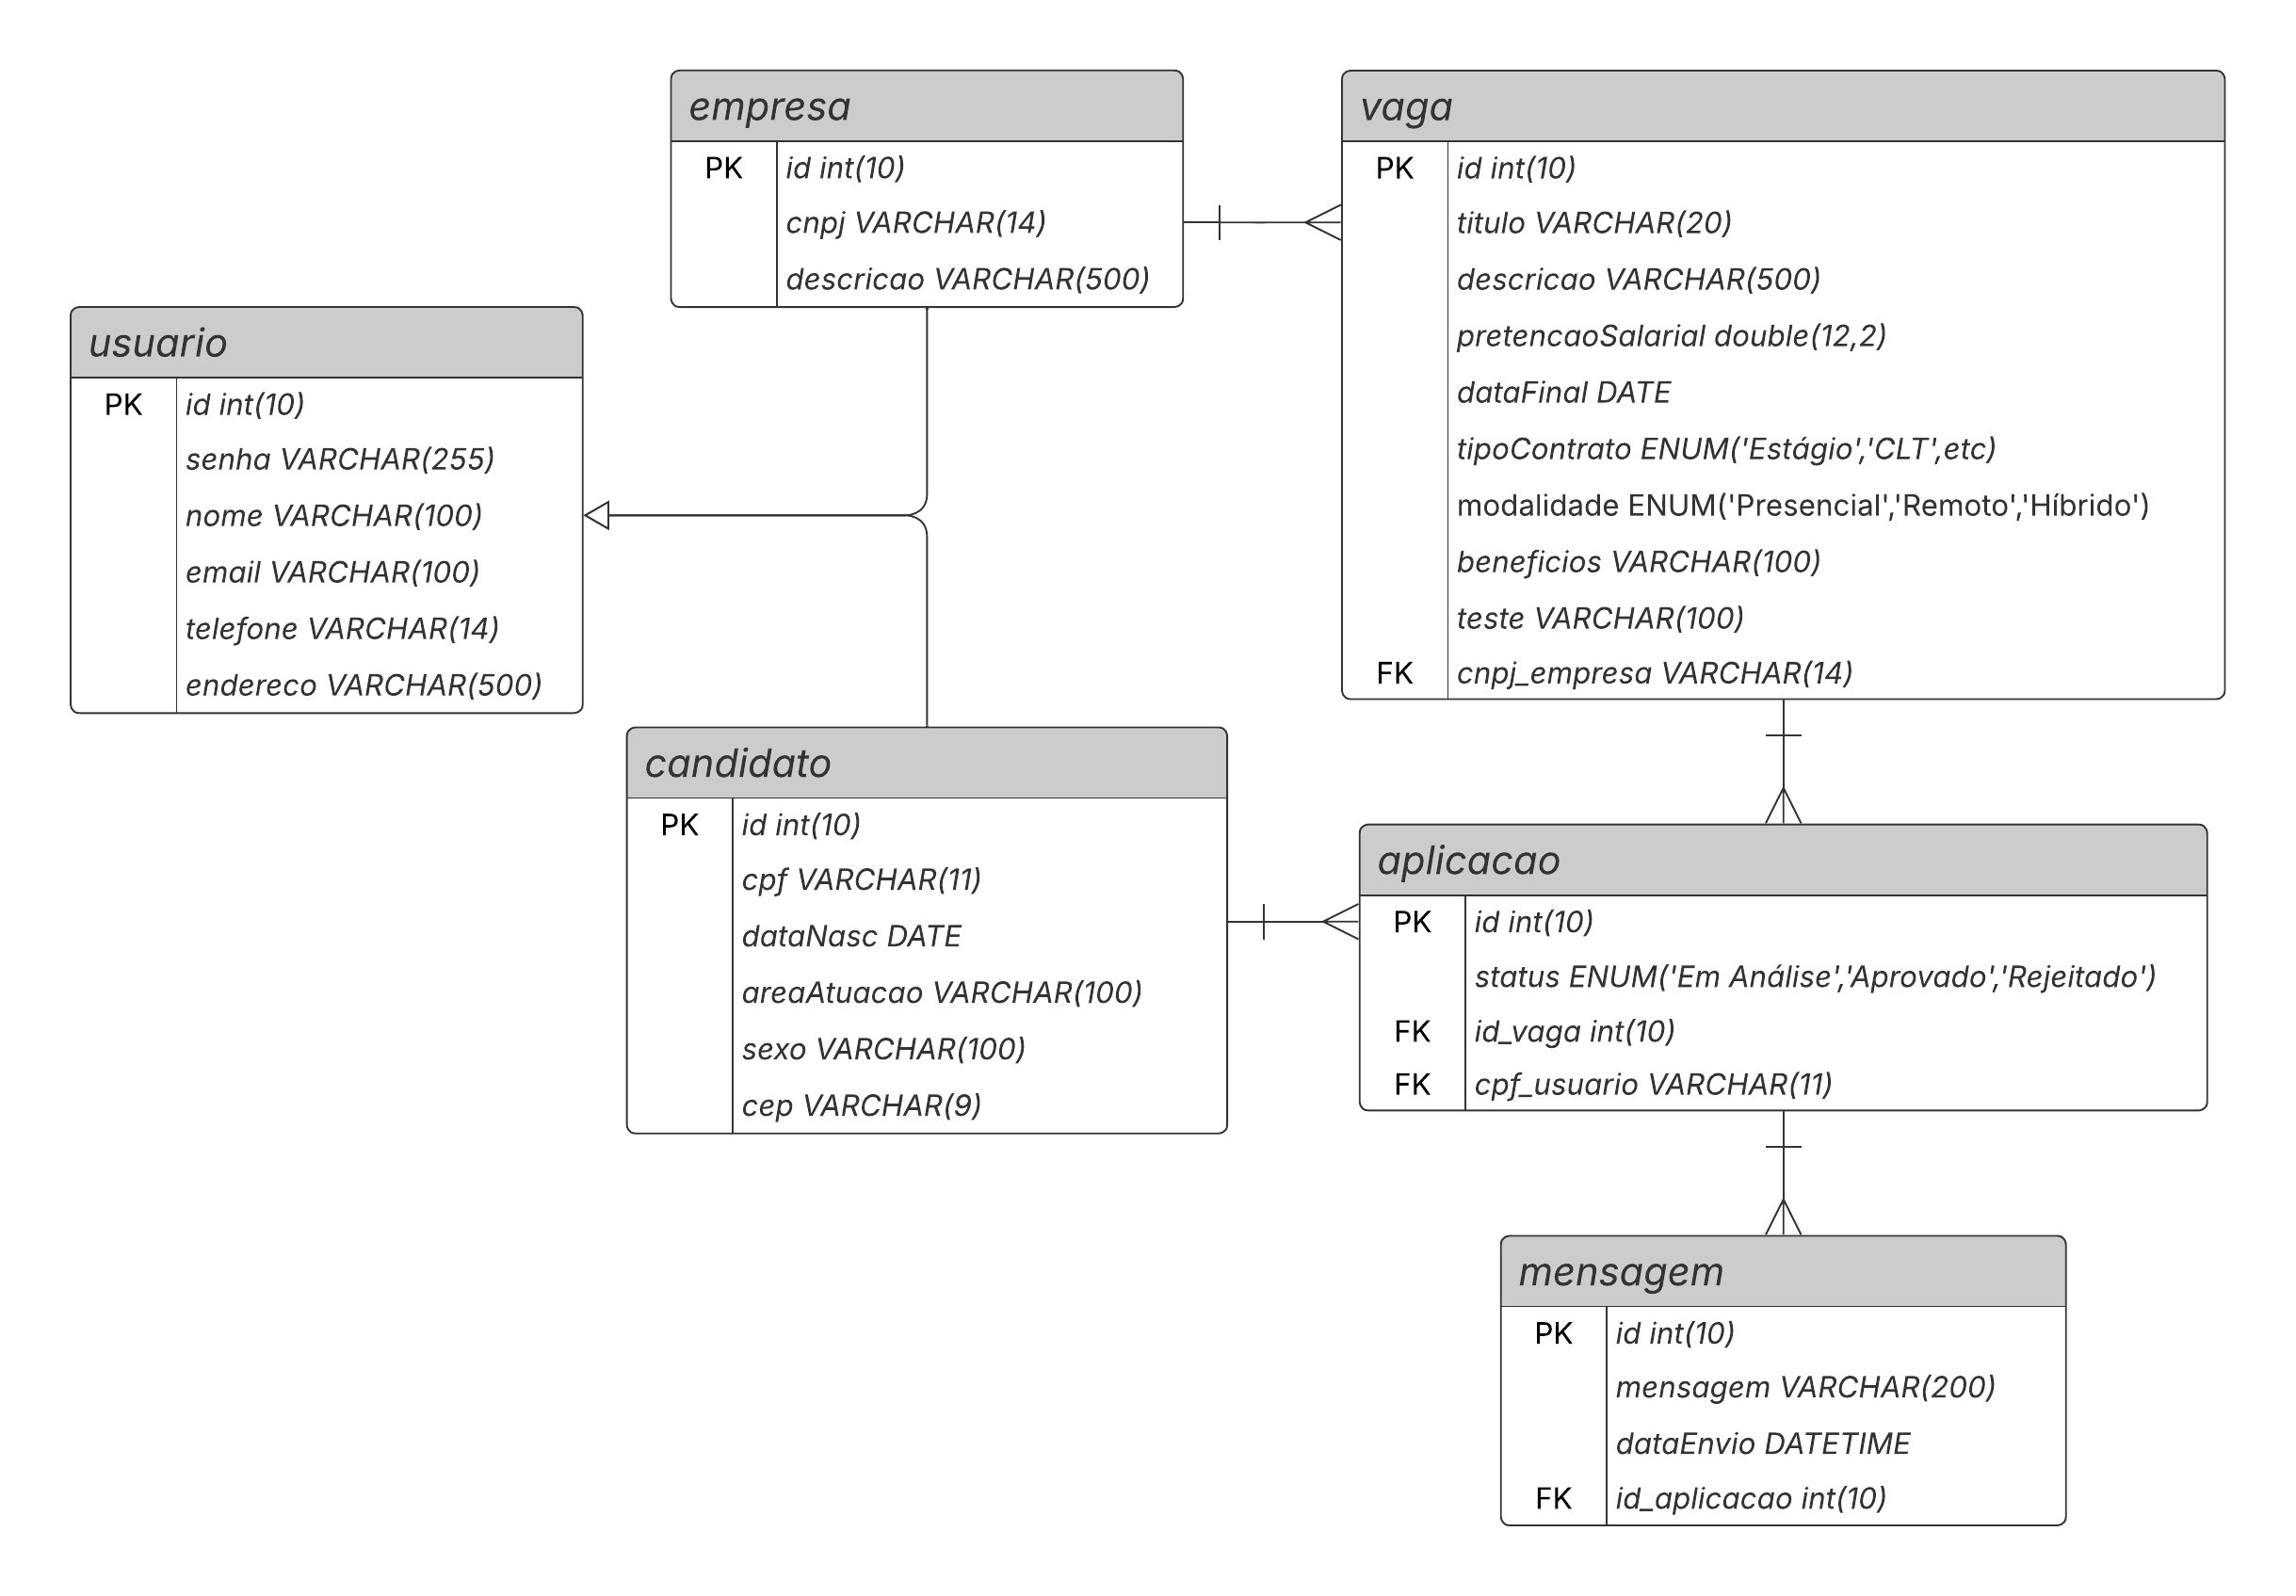 empresa
PK id int(10)
cnpj VARCHAR(14)
descricao VARCHAR(500)
vaga
PK id int(10)
titulo VARCHAR(20)
descricao VARCHAR(500)
pretencaoSalarial double(12,2)
dataFinal DATE
tipoContrato ENUM('Estágio','CLT',etc)
modalidade ENUM('Presencial','Remoto','Híbrido')
beneficios VARCHAR(100)
teste VARCHAR(100)
FK cnpj_empresa VARCHAR(14)
usuario
PK id int(10)
senha VARCHAR(255)
nome VARCHAR(100)
email VARCHAR(100)
telefone VARCHAR(14)
endereco VARCHAR(500)
candidato
PK id int(10)
cpf VARCHAR(11)
dataNasc DATE
areaAtuacao VARCHAR(100)
sexo VARCHAR(100)
cep VARCHAR(9)
aplicacao
PK id int(10)
status ENUM('Em Análise','Aprovado','Rejeitado')
FK id_vaga int(10)
FK cpf_usuario VARCHAR(11)
mensagem
PK id int(10)
mensagem VARCHAR(200)
dataEnvio DATETIME
FK id_aplicacao int(10)